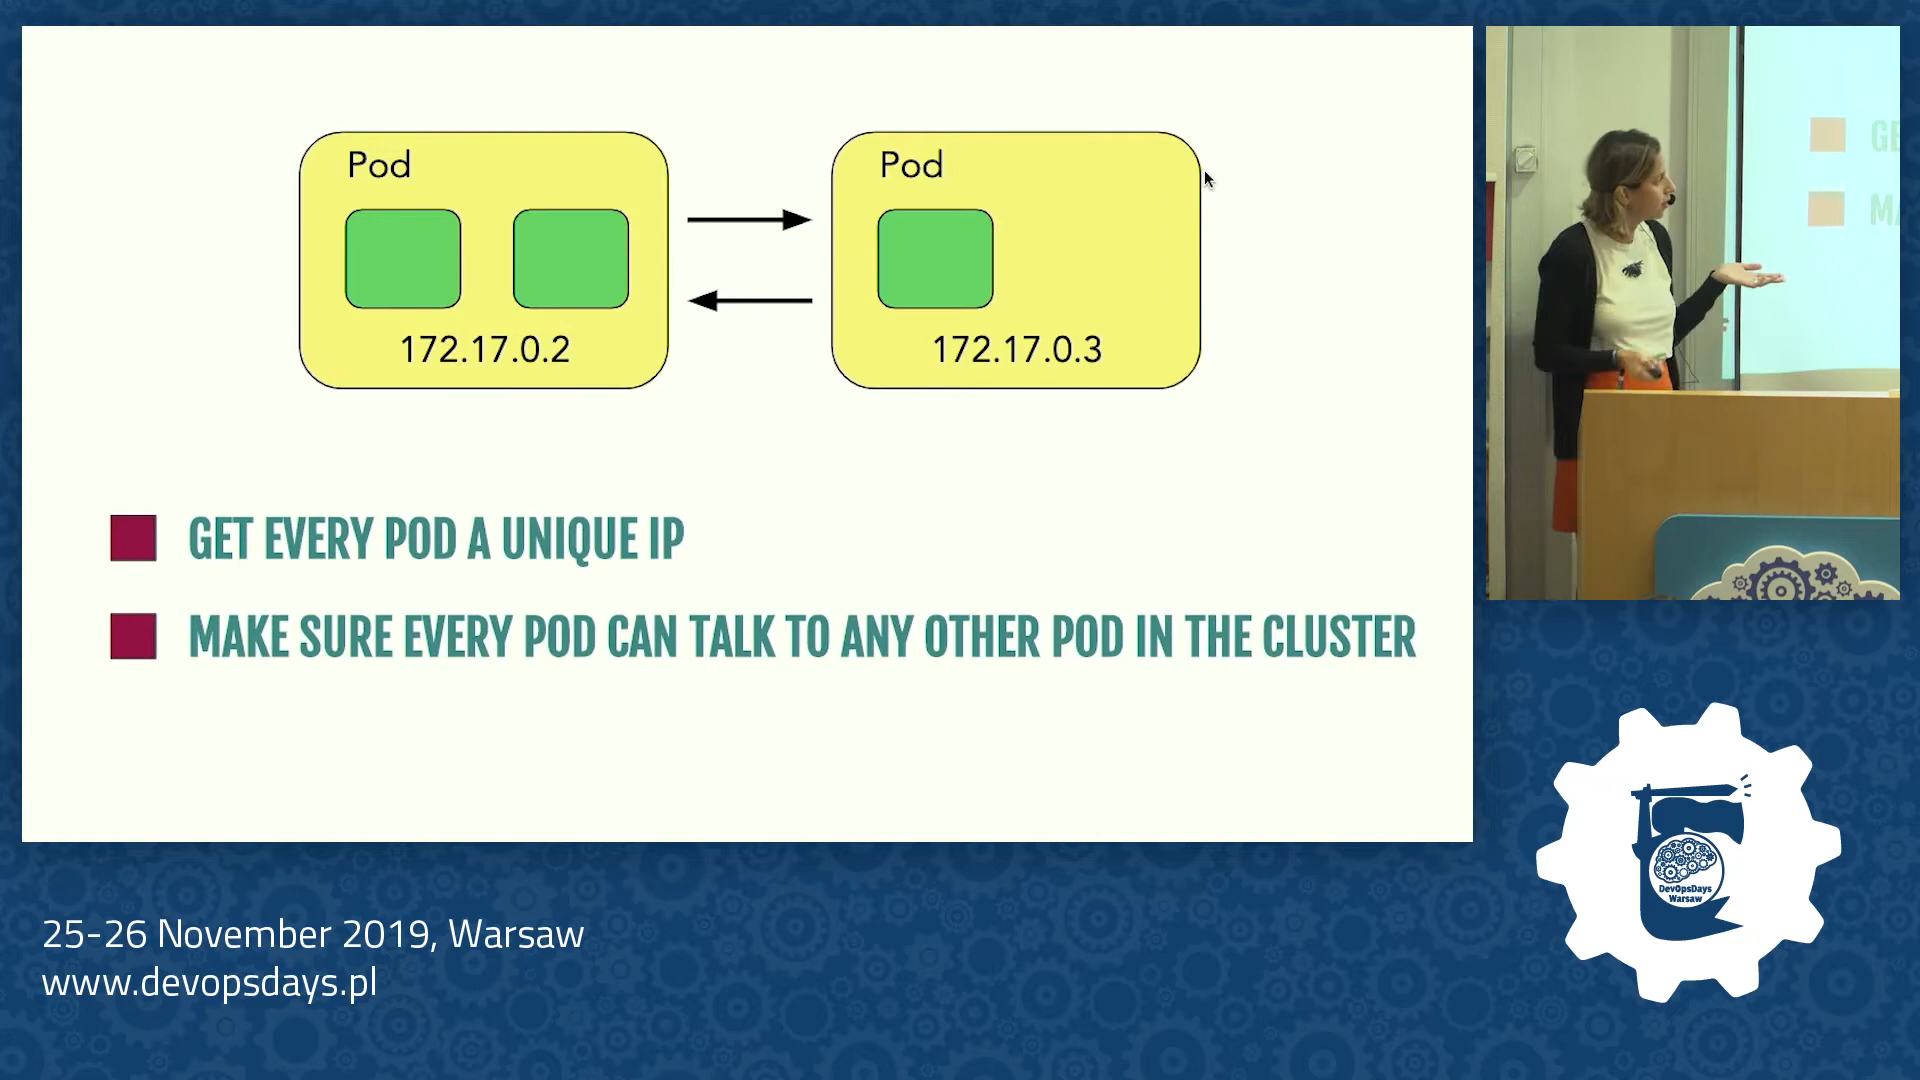 Pod
172.17.0.2
Pod
172.17.0.3
GET EVERY POD A UNIQUE IP
MAKE SURE EVERY POD CAN TALK TO ANY OTHER POD IN THE CLUSTER
GE
MA
25-26 November 2019, Warsaw
www.devopsdays.pl
DevOpsDays
Warsaw